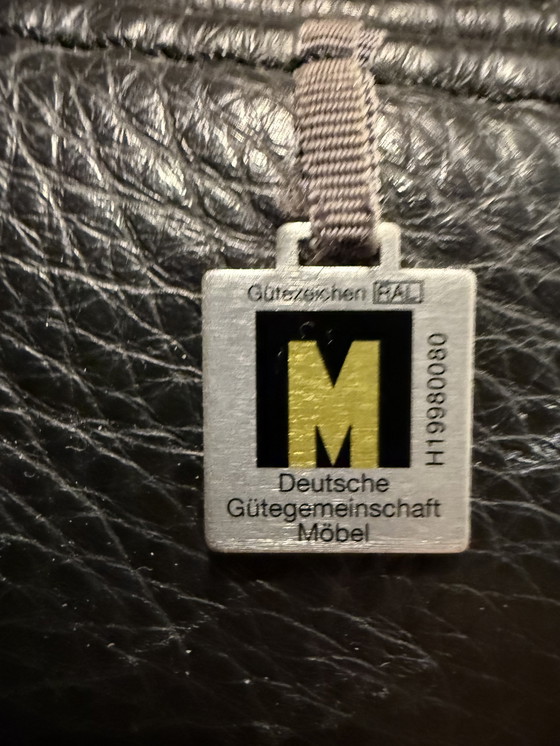 Gütezeichen RAL
M
H19980080
Deutsche
Gütegemeinschaft
Möbel